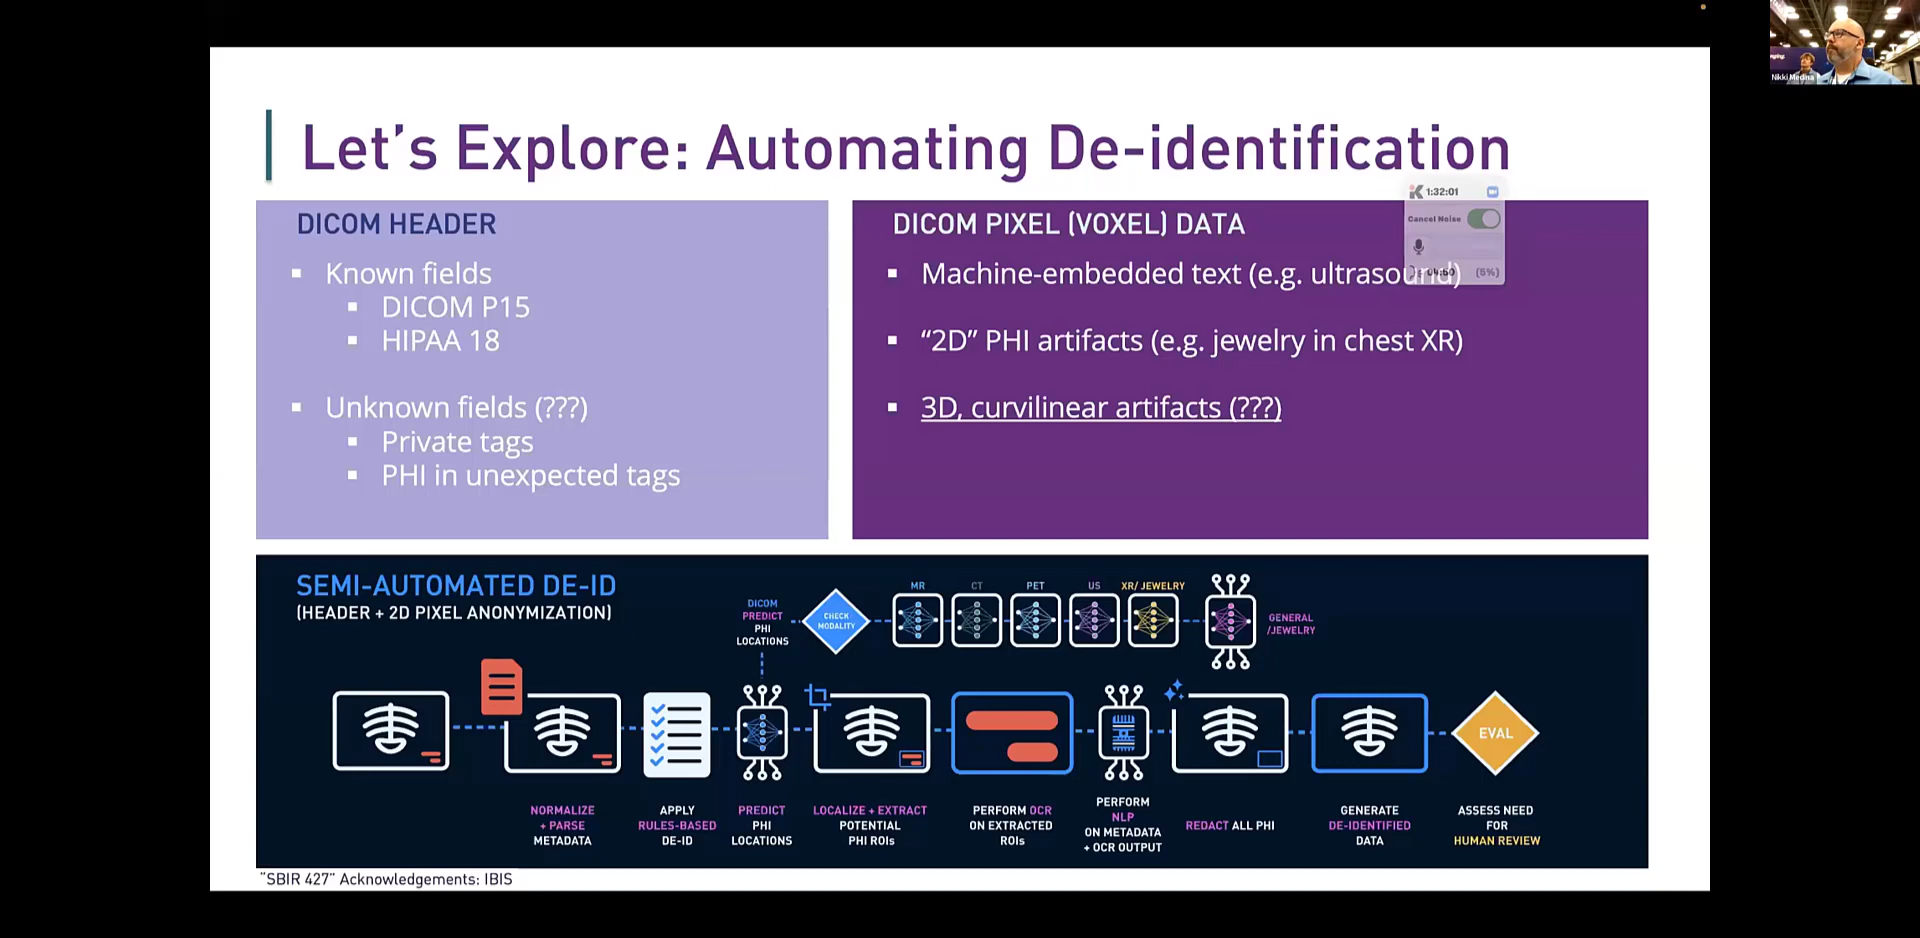 Let's Explore: Automating De-identification
DICOM HEADER
▪ Known fields
▪ DICOM P15
▪ HIPAA 18
▪ Unknown fields (???)
▪ Private tags
▪ PHI in unexpected tags
DICOM PIXEL (VOXEL) DATA
▪ Machine-embedded text (e.g. ultrasound)
▪ “2D” PHI artifacts (e.g. jewelry in chest XR)
▪ 3D, curvilinear artifacts (???)
1:32:01
Cancel Noise
(5%)
SEMI-AUTOMATED DE-ID
(HEADER + 2D PIXEL ANONYMIZATION)
DICOM
PREDICT
PHI
LOCATIONS
CHECK
MODALITY
MR
CT
PET
US
XR/ JEWELRY
GENERAL
/JEWELRY
NORMALIZE
+ PARSE
METADATA
APPLY
RULES-BASED
DE-ID
PREDICT
PHI
LOCATIONS
LOCALIZE + EXTRACT
POTENTIAL
PHI ROIs
PERFORM OCR
ON EXTRACTED
ROIs
PERFORM
NLP
ON METADATA
+ OCR OUTPUT
REDACT ALL PHI
GENERATE
DE-IDENTIFIED
DATA
EVAL
ASSESS NEED
FOR
HUMAN REVIEW
“SBIR 427” Acknowledgements: IBIS
Nikki Medina